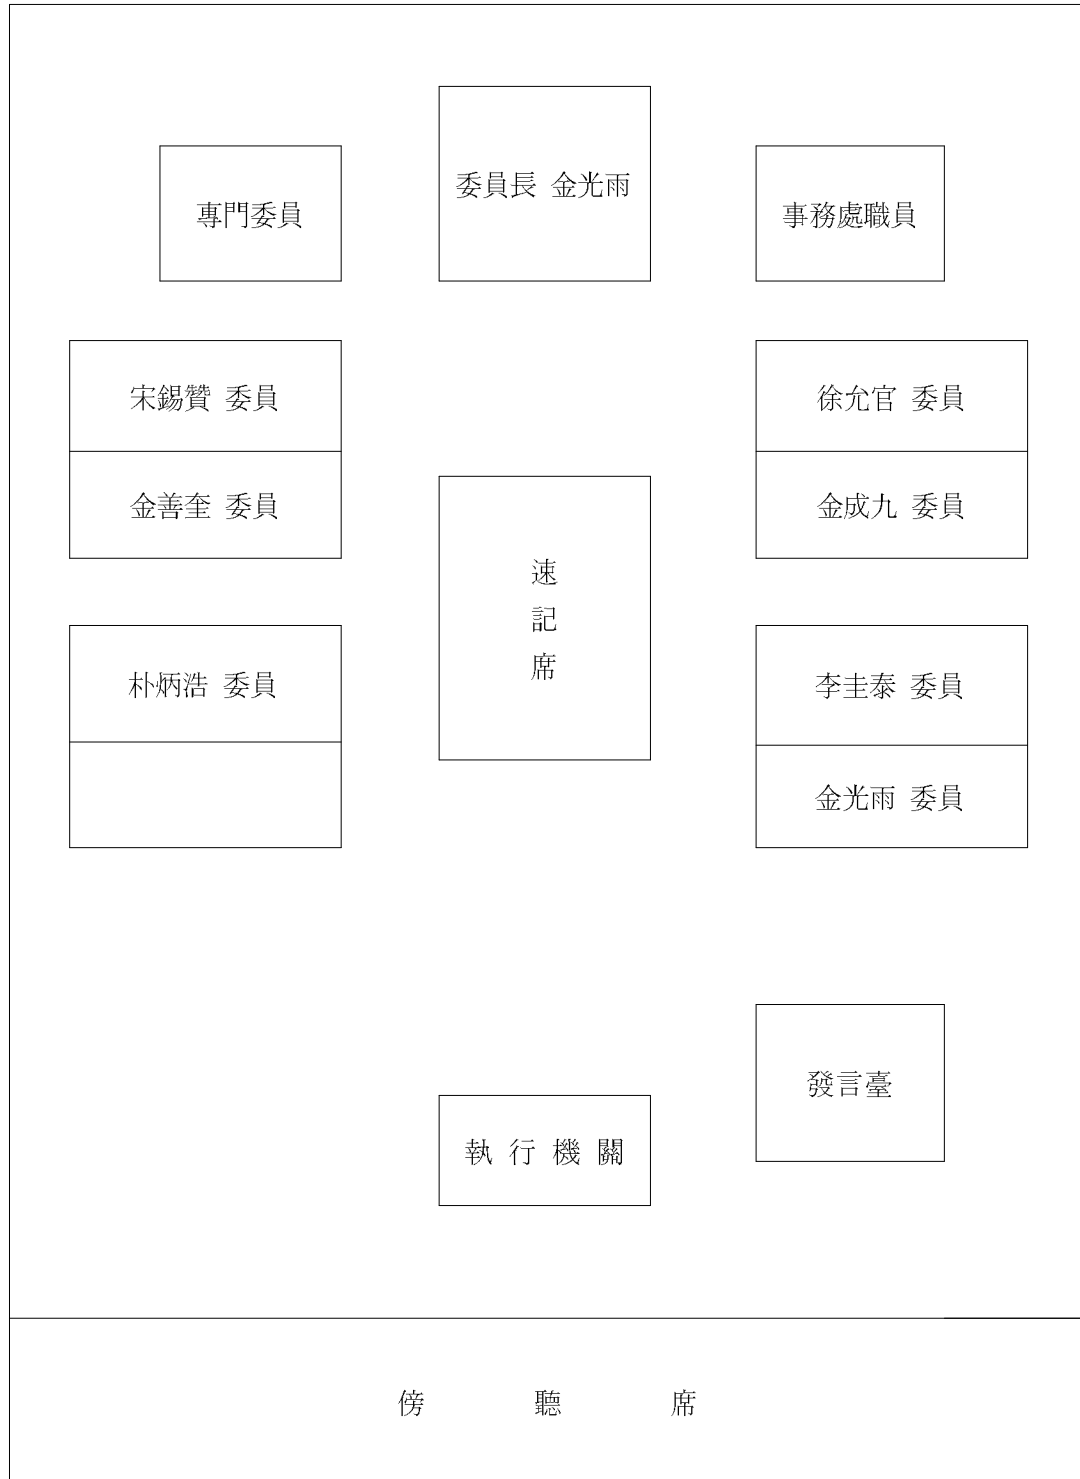 委員長 金光雨
專門委員
事務處職員
宋錫贊 委員
徐允官 委員
金善奎 委員
金成九 委員
速
記
席
朴炳浩 委員
李圭泰 委員
金光雨 委員
發言臺
執行機關
傍聽席